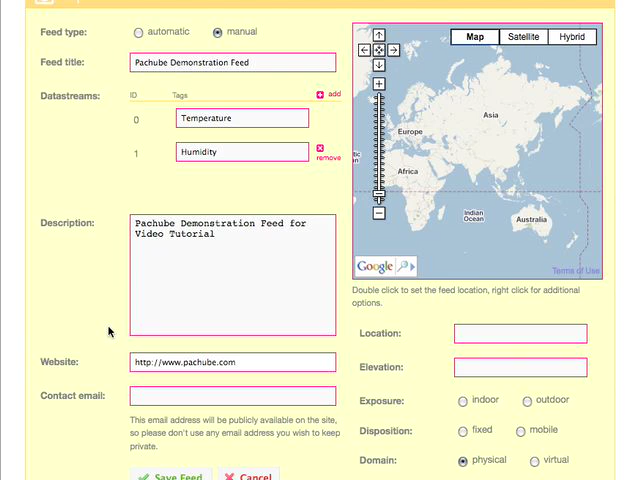 Feed type:
automatic
manual
Feed title:
Pachube Demonstration Feed
Datastreams:
ID
Tags
add
0
Temperature
1
Humidity
remove
Description:
Pachube Demonstration Feed for
Video Tutorial
Website:
http://www.pachube.com
Contact email:
This email address will be publicly available on the site,
so please don't use any email address you wish to keep
private.
Save Feed
Cancel
Map
Satellite
Hybrid
Asia
Europe
Africa
Indian
Ocean
Australia
Google
Terms of Use
Double click to set the feed location, right click for additional
options.
Location:
Elevation:
Exposure:
indoor
outdoor
Disposition:
fixed
mobile
Domain:
physical
virtual